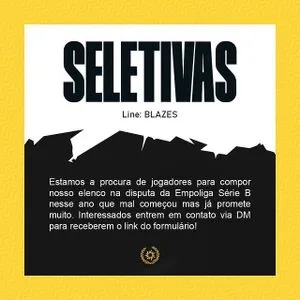 SELETIVAS
Line: BLAZES
Estamos a procura de jogadores para compor
nosso elenco na disputa da Empoliga Série B
nesse ano que mal começou mas já promete
muito. Interessados entrem em contato via DM
para receberem o link do formulário!